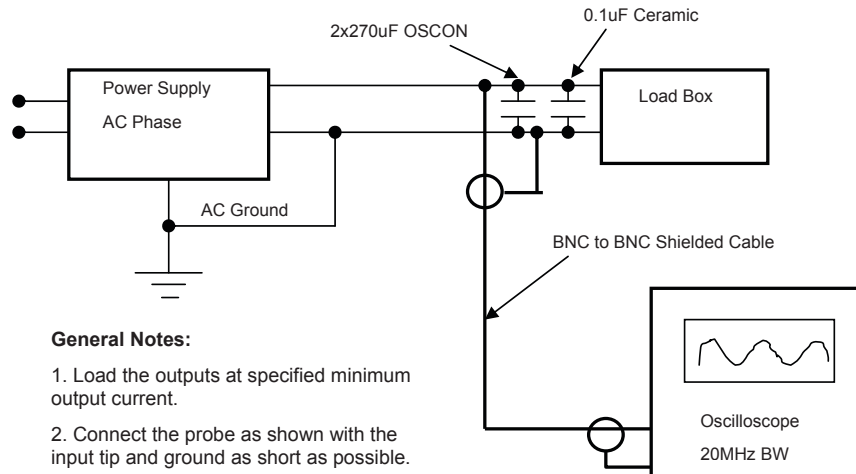 2x270uF OSCON
0.1uF Ceramic
Power Supply
AC Phase
Load Box
AC Ground
BNC to BNC Shielded Cable
General Notes:
1. Load the outputs at specified minimum
output current.
2. Connect the probe as shown with the
input tip and ground as short as possible.
Oscilloscope
20MHz BW